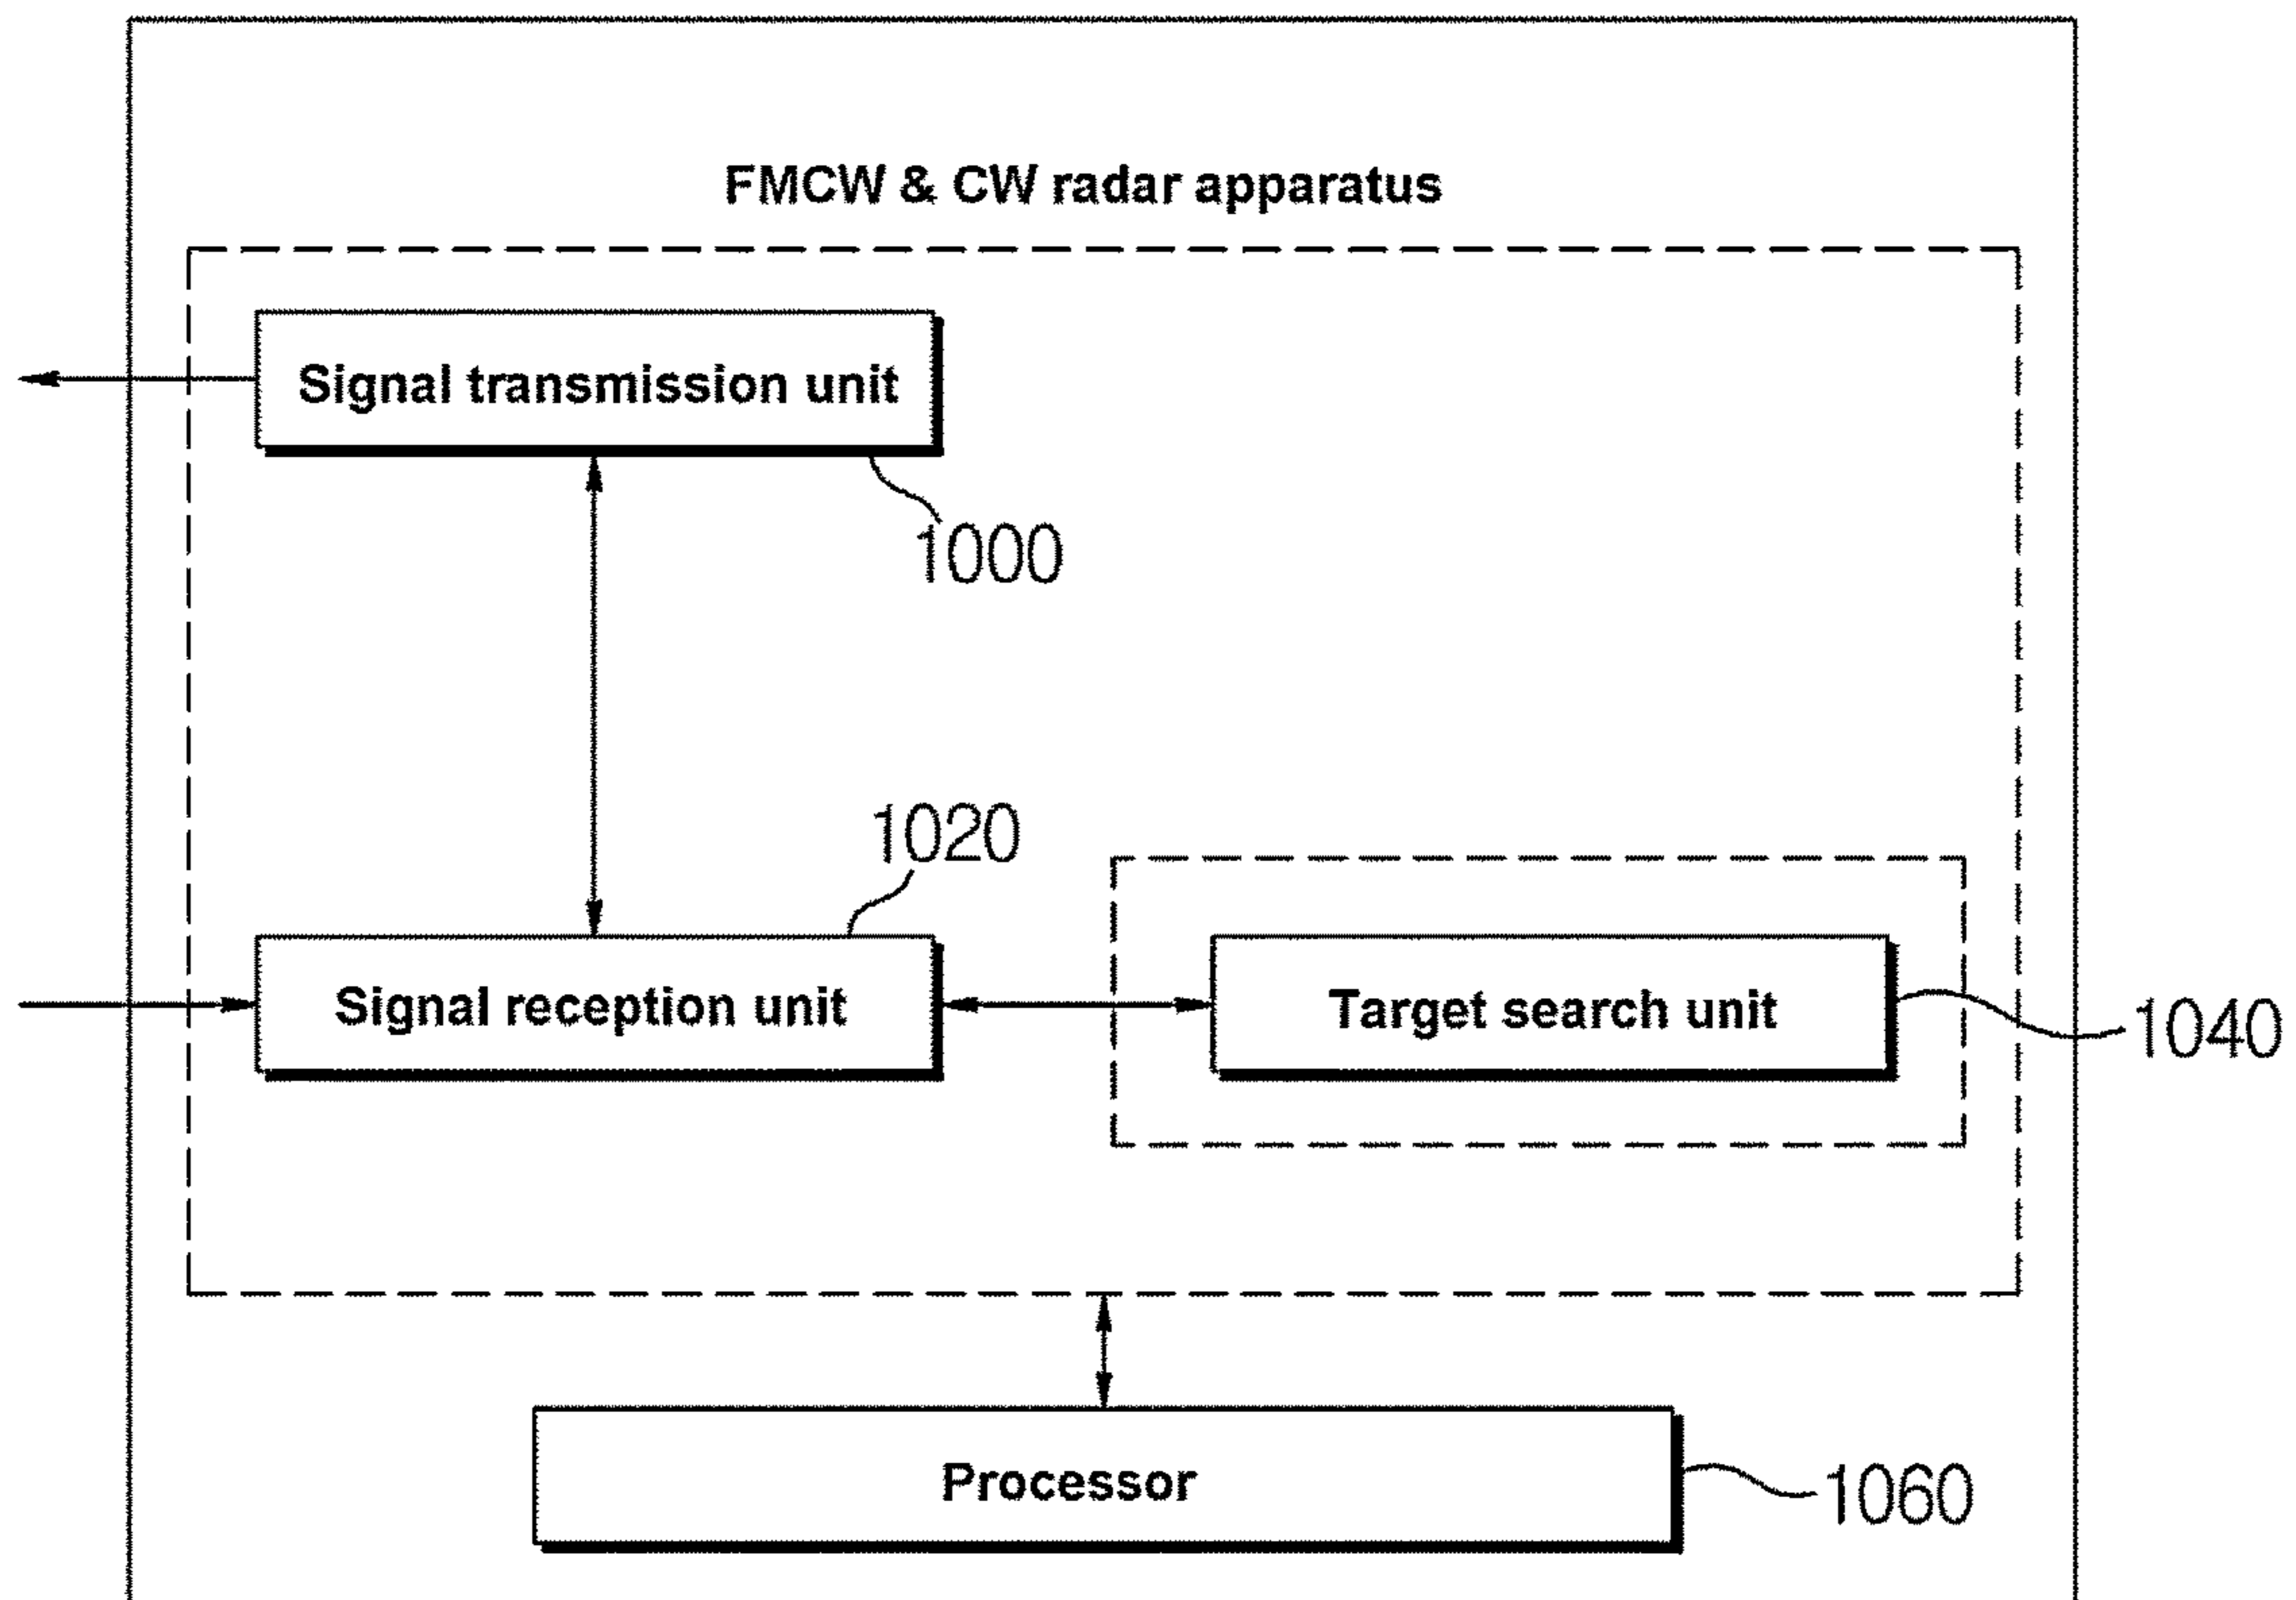 FMCW & CW radar apparatus
Signal transmission unit
1000
1020
Signal reception unit
Target search unit
1040
Processor
1060